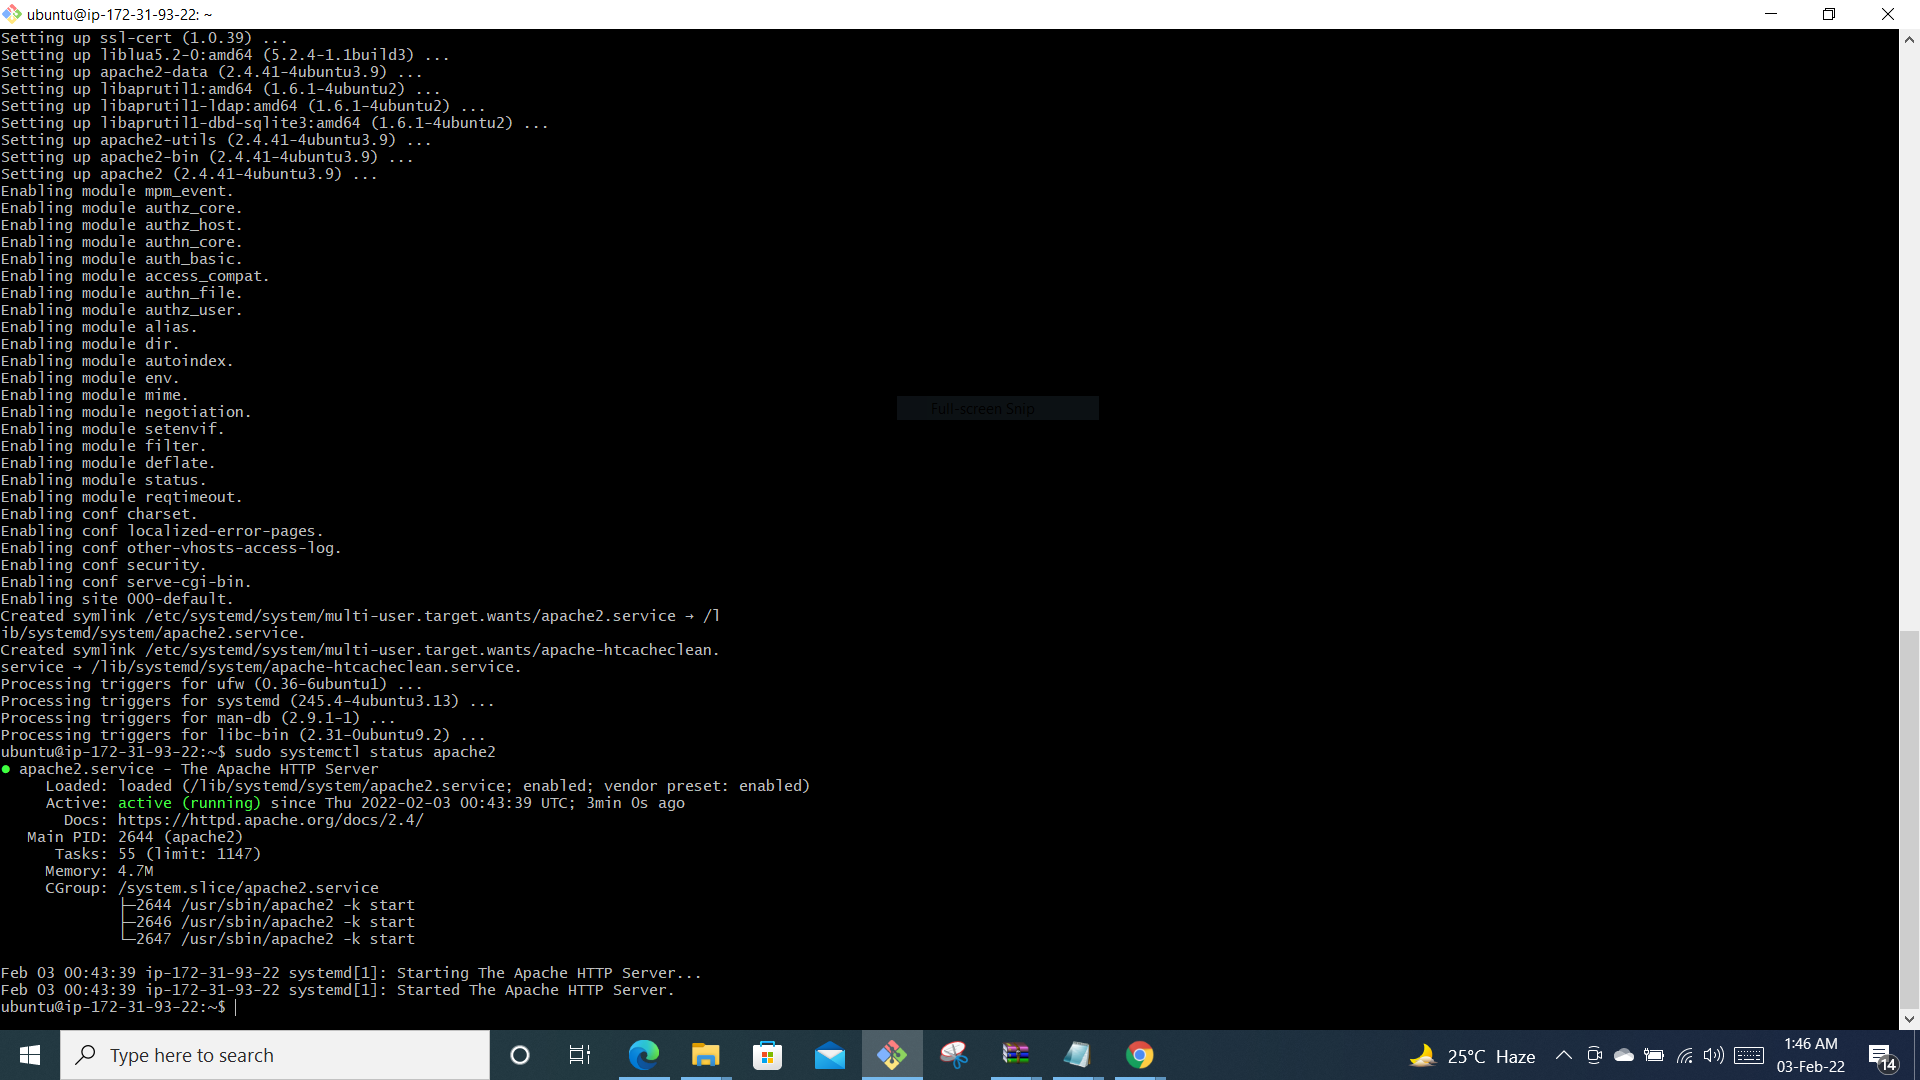 ubuntu@ip-172-31-93-22: ~
Setting up ssl-cert (1.0.39) ...
Setting up liblua5.2-0:amd64 (5.2.4-1.1build3) ...
Setting up apache2-data (2.4.41-4ubuntu3.9) ...
Setting up libaprutil1:amd64 (1.6.1-4ubuntu2) ...
Setting up libaprutil1-ldap:amd64 (1.6.1-4ubuntu2) ...
Setting up libaprutil1-dbd-sqlite3:amd64 (1.6.1-4ubuntu2) ...
Setting up apache2-utils (2.4.41-4ubuntu3.9) ...
Setting up apache2-bin (2.4.41-4ubuntu3.9) ...
Setting up apache2 (2.4.41-4ubuntu3.9) ...
Enabling module mpm_event.
Enabling module authz_core.
Enabling module authz_host.
Enabling module authn_core.
Enabling module auth_basic.
Enabling module access_compat.
Enabling module authn_file.
Enabling module authz_user.
Enabling module alias.
Enabling module dir.
Enabling module autoindex.
Enabling module env.
Enabling module mime.
Enabling module negotiation.
Enabling module setenvif.
Enabling module filter.
Enabling module deflate.
Enabling module status.
Enabling module reqtimeout.
Enabling conf charset.
Enabling conf localized-error-pages.
Enabling conf other-vhosts-access-log.
Enabling conf security.
Enabling conf serve-cgi-bin.
Enabling site 000-default.
Created symlink /etc/systemd/system/multi-user.target.wants/apache2.service → /l
ib/systemd/system/apache2.service.
Created symlink /etc/systemd/system/multi-user.target.wants/apache-htcacheclean.
service → /lib/systemd/system/apache-htcacheclean.service.
Processing triggers for ufw (0.36-6ubuntu1) ...
Processing triggers for systemd (245.4-4ubuntu3.13) ...
Processing triggers for man-db (2.9.1-1) ...
Processing triggers for libc-bin (2.31-0ubuntu9.2) ...
ubuntu@ip-172-31-93-22:~$ sudo systemctl status apache2
● apache2.service - The Apache HTTP Server
Loaded: loaded (/lib/systemd/system/apache2.service; enabled; vendor preset: enabled)
Active: active (running) since Thu 2022-02-03 00:43:39 UTC; 3min 0s ago
Docs: https://httpd.apache.org/docs/2.4/
Main PID: 2644 (apache2)
Tasks: 55 (limit: 1147)
Memory: 4.7M
CGroup: /system.slice/apache2.service
├─2644 /usr/sbin/apache2 -k start
├─2646 /usr/sbin/apache2 -k start
└─2647 /usr/sbin/apache2 -k start
Feb 03 00:43:39 ip-172-31-93-22 systemd[1]: Starting The Apache HTTP Server...
Feb 03 00:43:39 ip-172-31-93-22 systemd[1]: Started The Apache HTTP Server.
ubuntu@ip-172-31-93-22:~$
Full-screen Snip
Type here to search
25°C Haze
1:46 AM
03-Feb-22
14